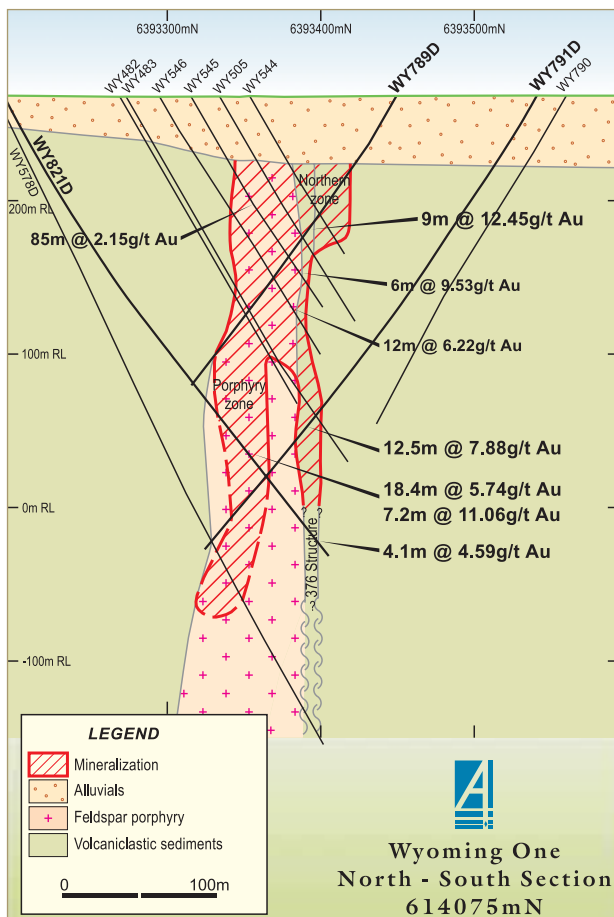 6393300mN
6393400mN
6393500mN
WY482
WY483
WY546
WY545
WY505
WY544
WY789D
WY791D
WY790
WY821D
WY578D
Northern
zone
200m RL
9m @ 12.45g/t Au
85m @ 2.15g/t Au
6m @ 9.53g/t Au
12m @ 6.22g/t Au
100m RL
Porphyry
zone
12.5m @ 7.88g/t Au
18.4m @ 5.74g/t Au
7.2m @ 11.06g/t Au
0m RL
?
?
4.1m @ 4.59g/t Au
376 Structure
?
-100m RL
LEGEND
Mineralization
Alluvials
Feldspar porphyry
Volcaniclastic sediments
0
100m
Wyoming One
North - South Section
614075mN